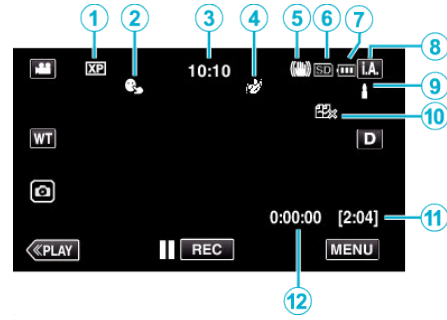 1 2 3 4 5 6 7
XP 10:10 SD I.A. 8
9
10
WT D
0:00:00 [2:04] 11
≪PLAY REC MENU
12